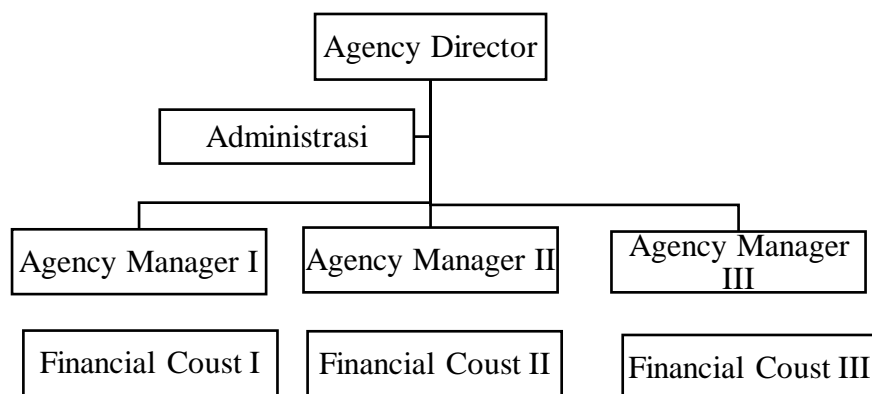 Agency Director
Administrasi
Agency Manager I
Agency Manager II
Agency Manager
III
Financial Coust I
Financial Coust II
Financial Coust III